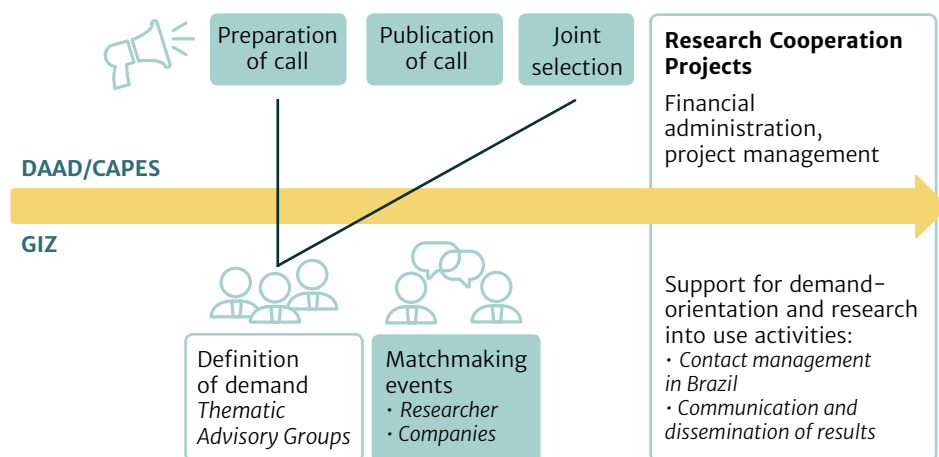 Preparation
of call
Publication
of call
Joint
selection
Research Cooperation
Projects
Financial
administration,
project management
DAAD/CAPES
GIZ
Definition
of demand
Thematic
Advisory Groups
Matchmaking
events
• Researcher
• Companies
Support for demand-
orientation and research
into use activities:
• Contact management
in Brazil
• Communication and
dissemination of results